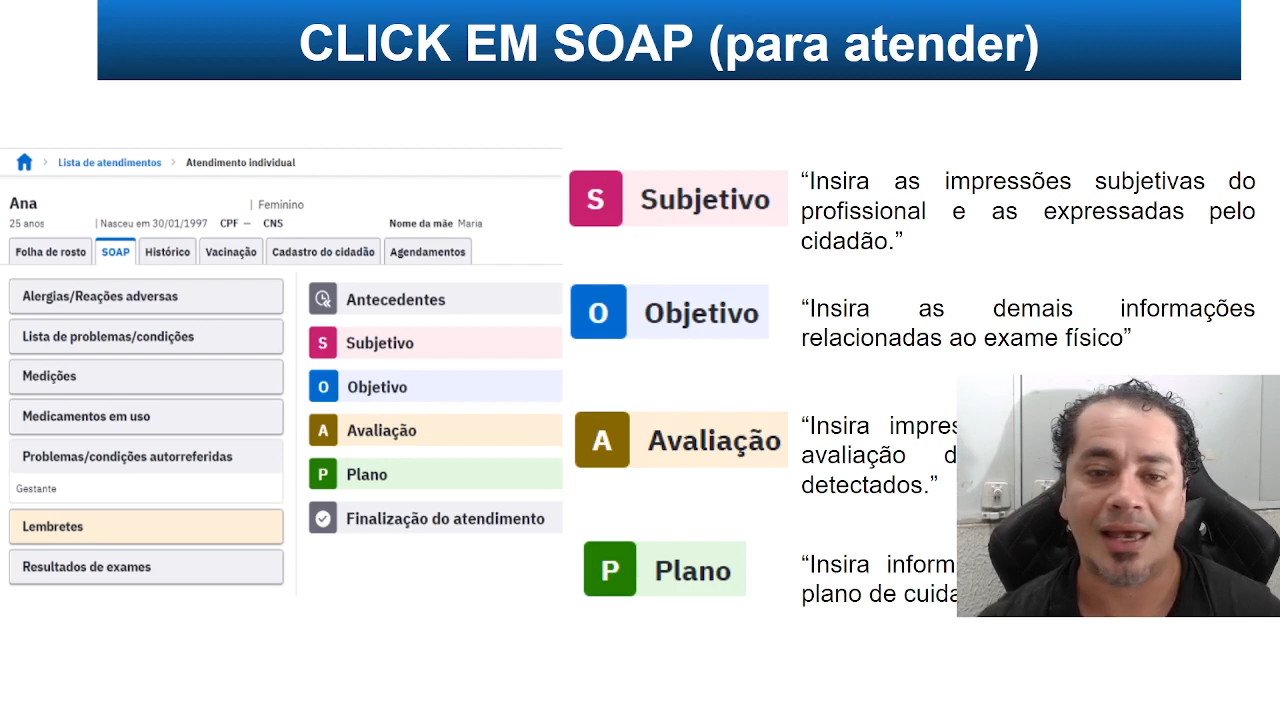 CLICK EM SOAP (para atender)
Lista de atendimentos > Atendimento individual
Ana | Feminino
25 anos | Nasceu em 30/01/1997 CPF – CNS Nome da mãe Maria
Folha de rosto SOAP Histórico Vacinação Cadastro do cidadão Agendamentos
Alergias/Reações adversas
Lista de problemas/condições
Medições
Medicamentos em uso
Problemas/condições autorreferidas
Gestante
Lembretes
Resultados de exames
Antecedentes
S Subjetivo
O Objetivo
A Avaliação
P Plano
Finalização do atendimento
S Subjetivo
“Insira as impressões subjetivas do
profissional e as expressadas pelo
cidadão.”
O Objetivo
“Insira as demais informações
relacionadas ao exame físico”
A Avaliação
“Insira
avaliação
detectados.”
P Plano
“Insira
plano de